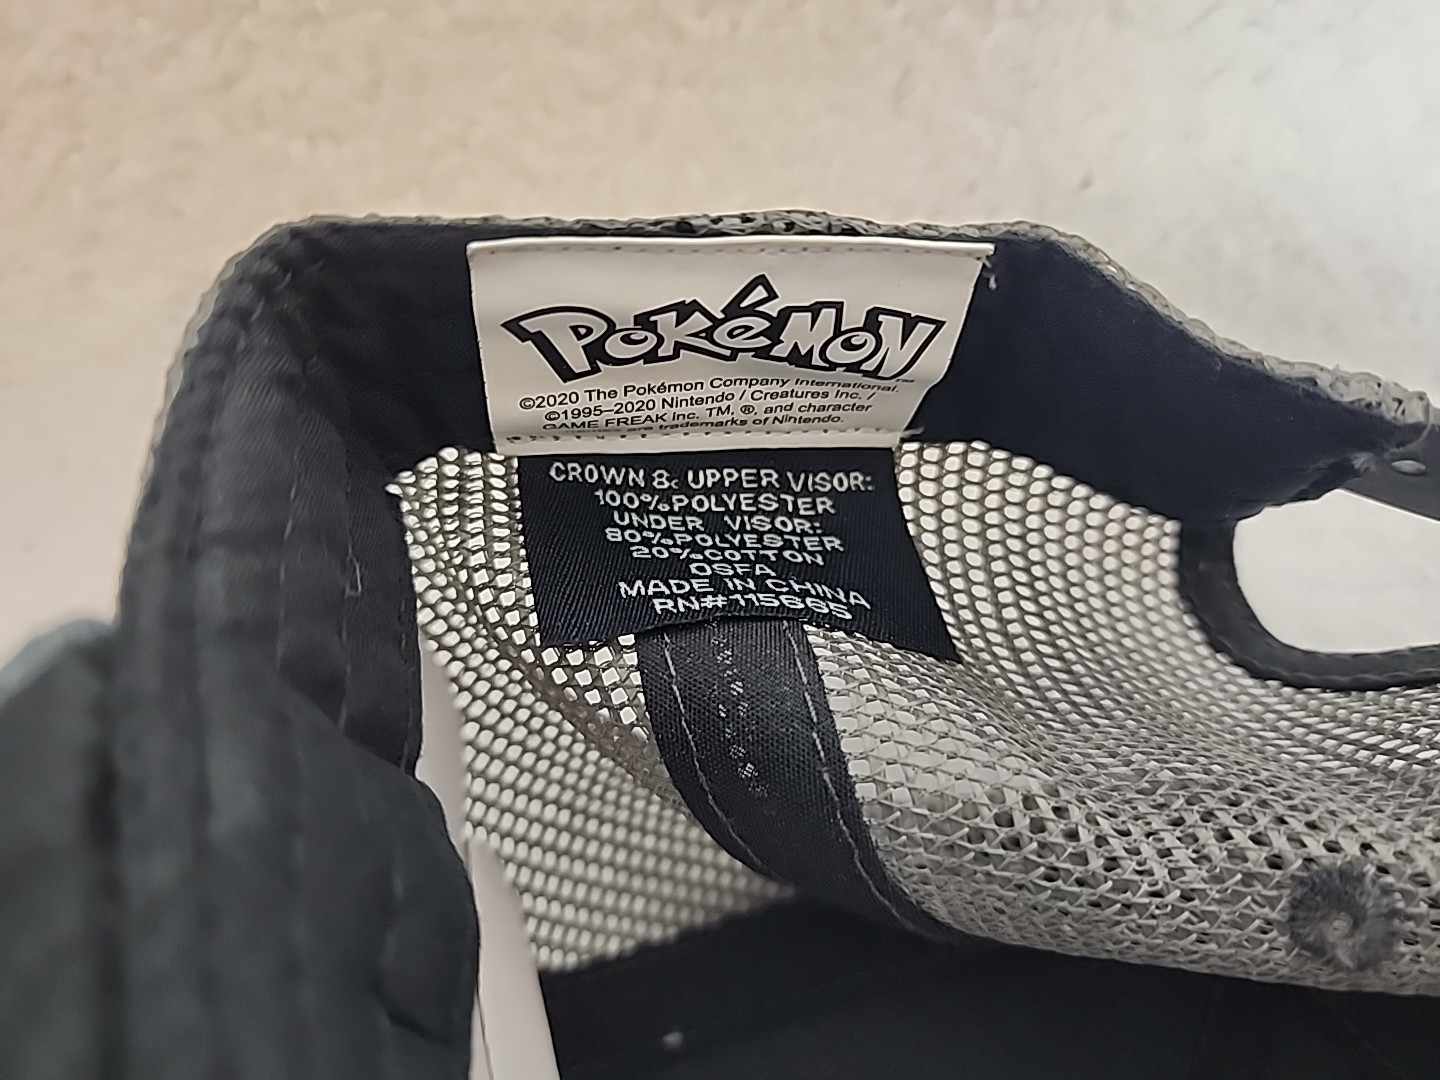 POKéMON
©2020 The Pokémon Company International.
©1995–2020 Nintendo / Creatures Inc. /
GAME FREAK Inc. TM, ®, and character
are trademarks of Nintendo.
CROWN & UPPER VISOR:
100%POLYESTER
UNDER VISOR:
80%POLYESTER
20%COTTON
OSFA
MADE IN CHINA
RN#115665